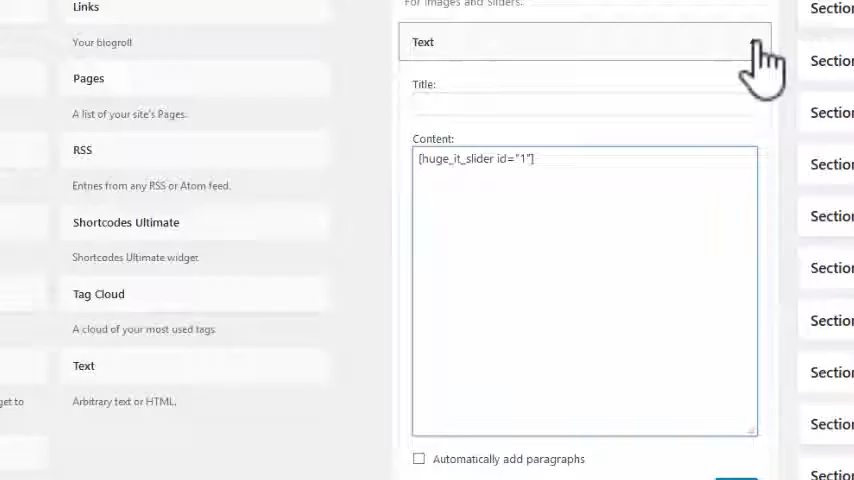 Links
Your blogroll
Pages
A list of your site's Pages.
RSS
Entries from any RSS or Atom feed.
Shortcodes Ultimate
Shortcodes Ultimate widget
Tag Cloud
A cloud of your most used tags
Text
Arbitrary text or HTML.
get to
For Images and Sliders.
Text
Title:
Content:
[huge_it_slider id="1"]
Automatically add paragraphs
Section
Section
Section
Section
Section
Section
Section
Section
Section
Section